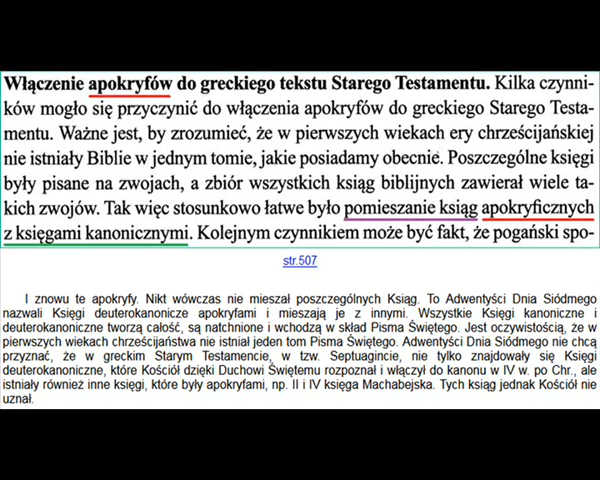 Włączenie apokryfów do greckiego tekstu Starego Testamentu. Kilka czynni-
ków mogło się przyczynić do włączenia apokryfów do greckiego Starego Testa-
mentu. Ważne jest, by zrozumieć, że w pierwszych wiekach ery chrześcijańskiej
nie istniały Biblie w jednym tomie, jakie posiadamy obecnie. Poszczególne księgi
były pisane na zwojach, a zbiór wszystkich ksiąg biblijnych zawierał wiele ta-
kich zwojów. Tak więc stosunkowo łatwe było pomieszanie ksiąg apokryficznych
z księgami kanonicznymi. Kolejnym czynnikiem może być fakt, że pogański spo-
str.507
I znowu te apokryfy. Nikt wówczas nie mieszał poszczególnych Ksiąg. To Adwentyści Dnia Siódmego
nazwali Księgi deuterokanonicze apokryfami i mieszają je z innymi. Wszystkie Księgi kanoniczne i
deuterokanoniczne tworzą całość, są natchnione i wchodzą w skład Pisma Świętego. Jest oczywistością, że w
pierwszych wiekach chrześcijaństwa nie istniał jeden tom Pisma Świętego. Adwentyści Dnia Siódmego nie chcą
przyznać, że w greckim Starym Testamencie, w tzw. Septuagincie, nie tylko znajdowały się Księgi
deuterokanoniczne, które Kościół dzięki Duchowi Świętemu rozpoznał i włączył do kanonu w IV w. po Chr., ale
istniały również inne księgi, które były apokryfami, np. II i IV księga Machabejska. Tych ksiąg jednak Kościół nie
uznał.